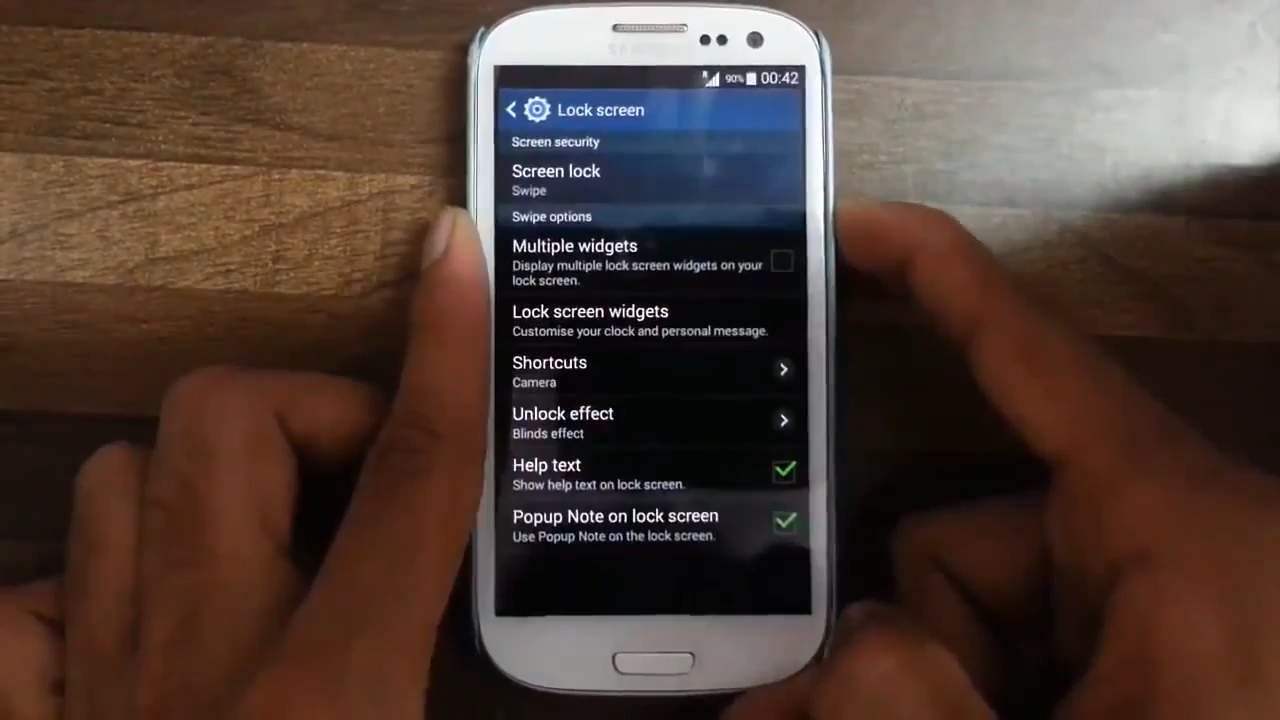 SAMSUNG
90% 00:42
Lock screen
Screen security
Screen lock
Swipe
Swipe options
Multiple widgets
Display multiple lock screen widgets on your
lock screen.
Lock screen widgets
Customise your clock and personal message.
Shortcuts
Camera
Unlock effect
Blinds effect
Help text
Show help text on lock screen.
Popup Note on lock screen
Use Popup Note on the lock screen.